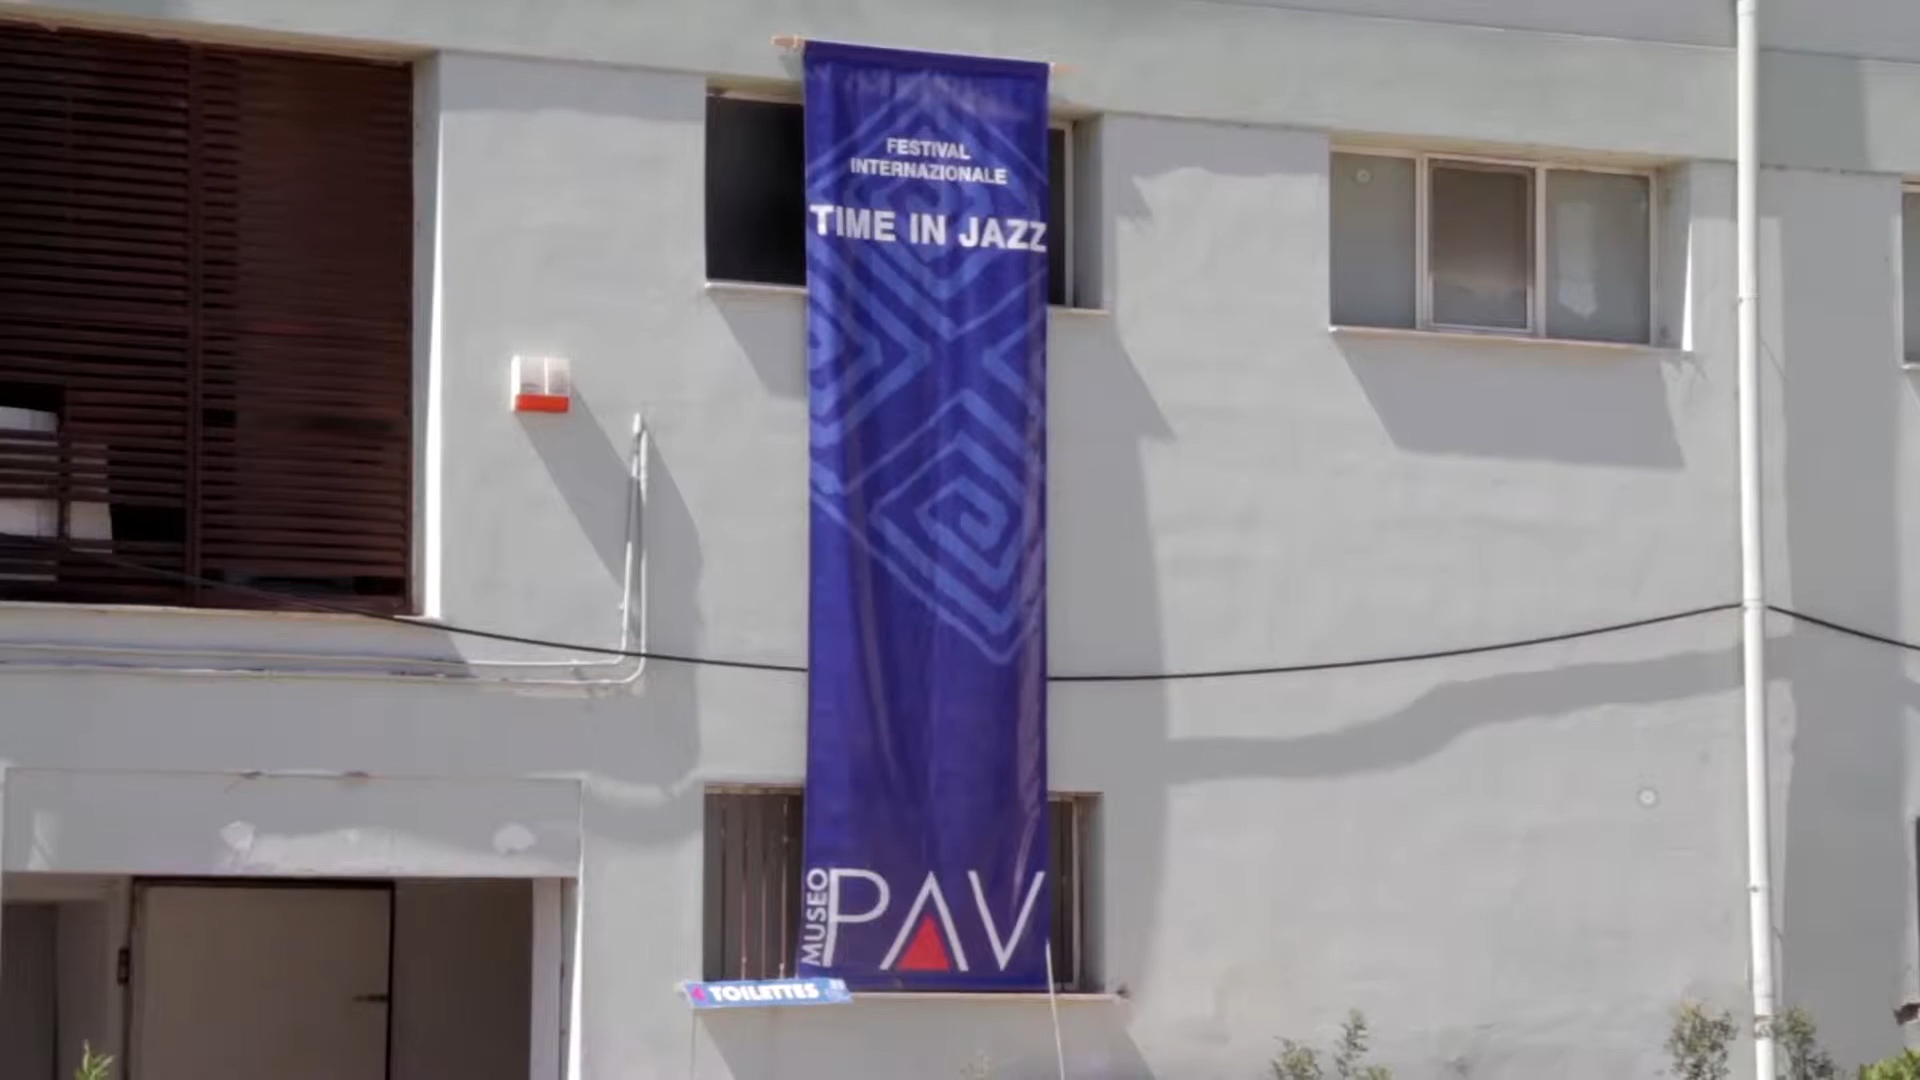 FESTIVAL
INTERNAZIONALE
TIME IN JAZZ
MUSEO
PAV
TOILETTES